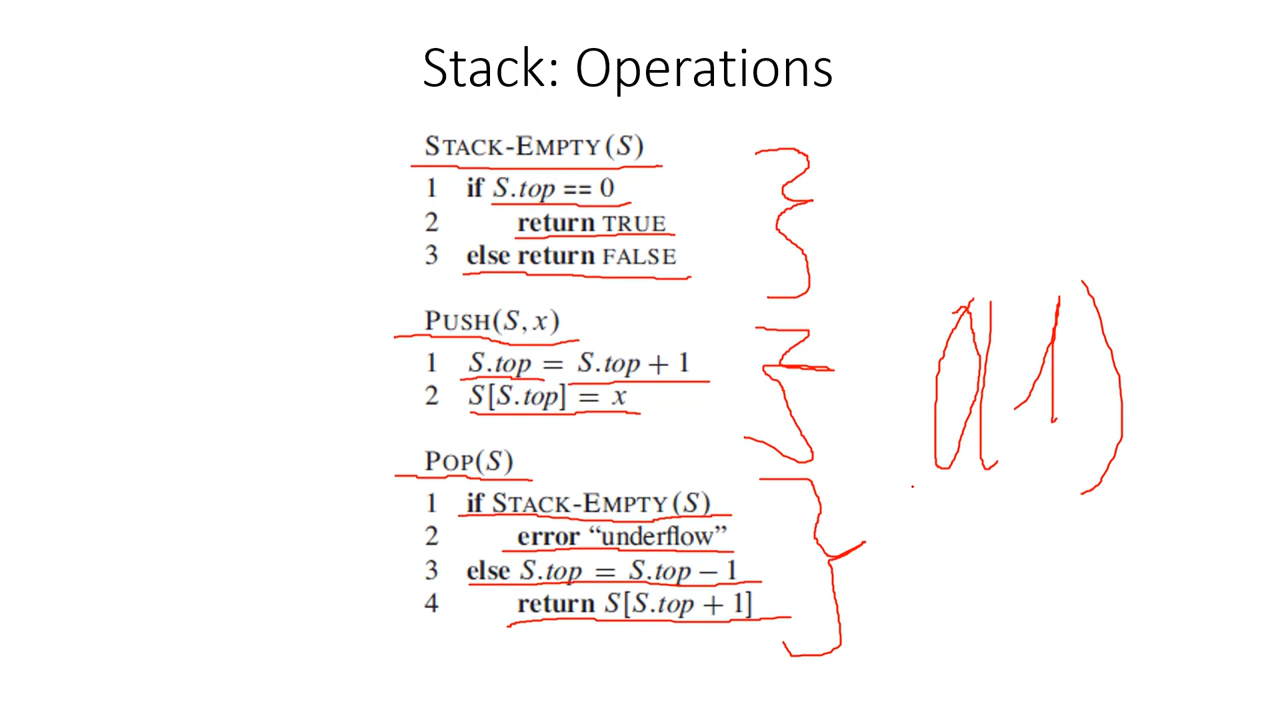 Stack: Operations
STACK-EMPTY(S)
1 if S.top == 0
2 return TRUE
3 else return FALSE
PUSH(S, x)
1 S.top = S.top + 1
2 S[S.top] = x
POP(S)
1 if STACK-EMPTY(S)
2 error “underflow”
3 else S.top = S.top − 1
4 return S[S.top + 1]